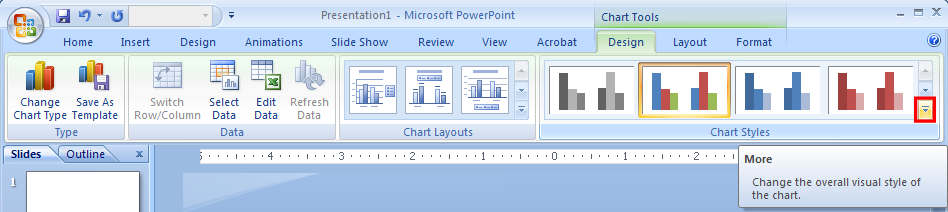 Presentation1 - Microsoft PowerPoint
Chart Tools
Home Insert Design Animations Slide Show Review View Acrobat Design Layout Format
Change Chart Type
Save As Template
Type
Switch Row/Column
Select Data
Edit Data
Refresh Data
Data
Chart Layouts
Chart Styles
Slides Outline x
5 4 3 2 1 0 1 2
1
More
Change the overall visual style of
the chart.